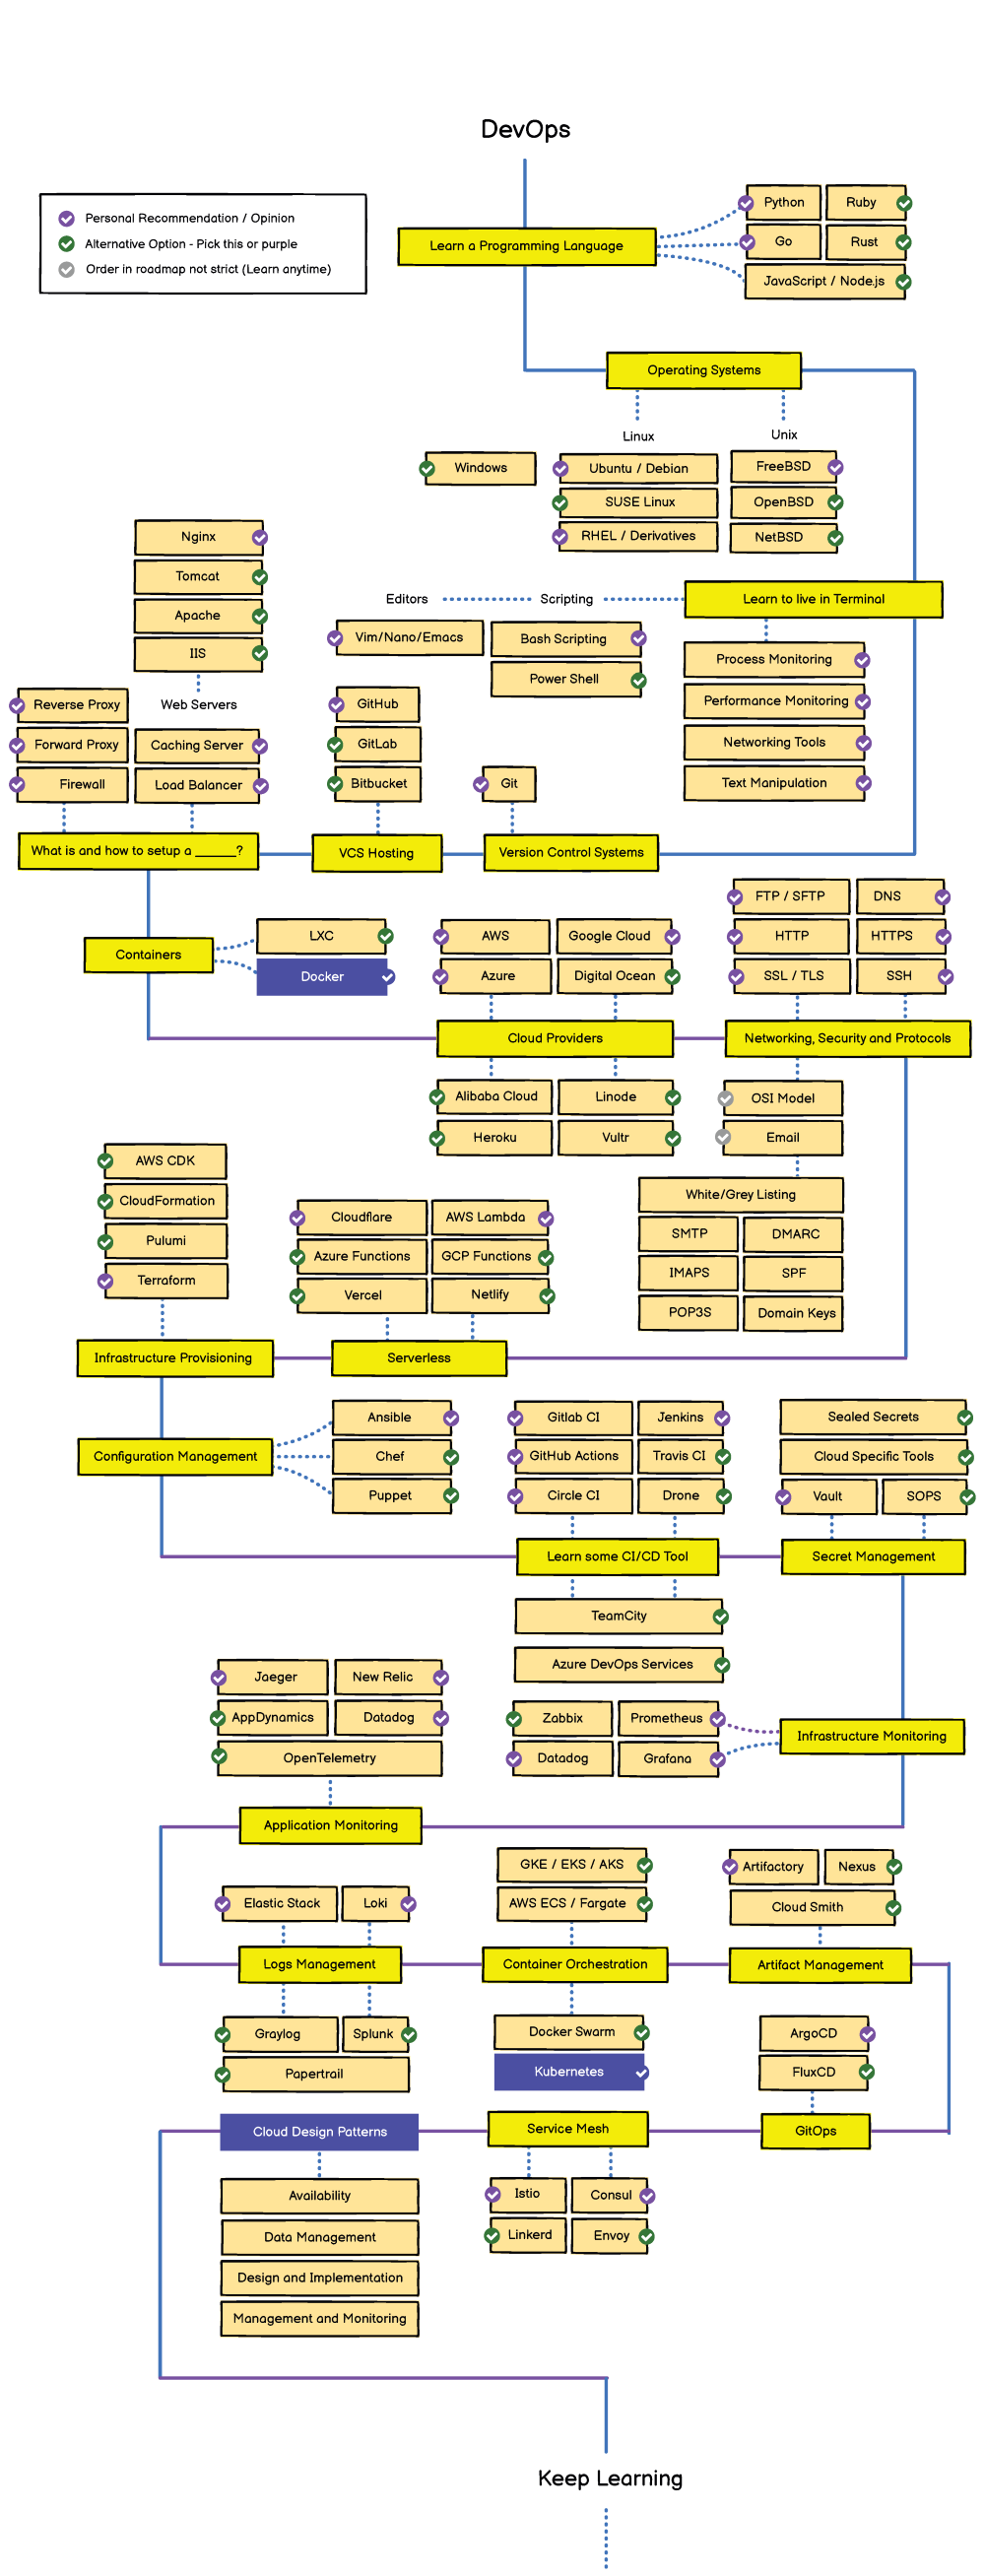 DevOps
Personal Recommendation / Opinion
Alternative Option - Pick this or purple
Order in roadmap not strict (Learn anytime)
Learn a Programming Language
Python
Ruby
Go
Rust
JavaScript / Node.js
Operating Systems
Linux
Unix
Windows
Ubuntu / Debian
SUSE Linux
RHEL / Derivatives
FreeBSD
OpenBSD
NetBSD
Learn to live in Terminal
Scripting
Editors
Vim/Nano/Emacs
Bash Scripting
Power Shell
Process Monitoring
Performance Monitoring
Networking Tools
Text Manipulation
Nginx
Tomcat
Apache
IIS
Web Servers
Reverse Proxy
Forward Proxy
Firewall
Caching Server
Load Balancer
GitHub
GitLab
Bitbucket
Git
What is and how to setup a ______?
VCS Hosting
Version Control Systems
Containers
LXC
Docker
AWS
Google Cloud
Azure
Digital Ocean
FTP / SFTP
DNS
HTTP
HTTPS
SSL / TLS
SSH
Cloud Providers
Networking, Security and Protocols
Alibaba Cloud
Linode
Heroku
Vultr
OSI Model
Email
White/Grey Listing
SMTP
DMARC
IMAPS
SPF
POP3S
Domain Keys
AWS CDK
CloudFormation
Pulumi
Terraform
Cloudflare
AWS Lambda
Azure Functions
GCP Functions
Vercel
Netlify
Infrastructure Provisioning
Serverless
Configuration Management
Ansible
Chef
Puppet
Gitlab CI
Jenkins
GitHub Actions
Travis CI
Circle CI
Drone
Sealed Secrets
Cloud Specific Tools
Vault
SOPS
Learn some CI/CD Tool
Secret Management
TeamCity
Azure DevOps Services
Jaeger
New Relic
AppDynamics
Datadog
OpenTelemetry
Zabbix
Prometheus
Datadog
Grafana
Infrastructure Monitoring
Application Monitoring
Elastic Stack
Loki
GKE / EKS / AKS
AWS ECS / Fargate
Artifactory
Nexus
Cloud Smith
Logs Management
Container Orchestration
Artifact Management
Graylog
Splunk
Papertrail
Docker Swarm
Kubernetes
ArgoCD
FluxCD
Cloud Design Patterns
Service Mesh
GitOps
Availability
Data Management
Design and Implementation
Management and Monitoring
Istio
Consul
Linkerd
Envoy
Keep Learning